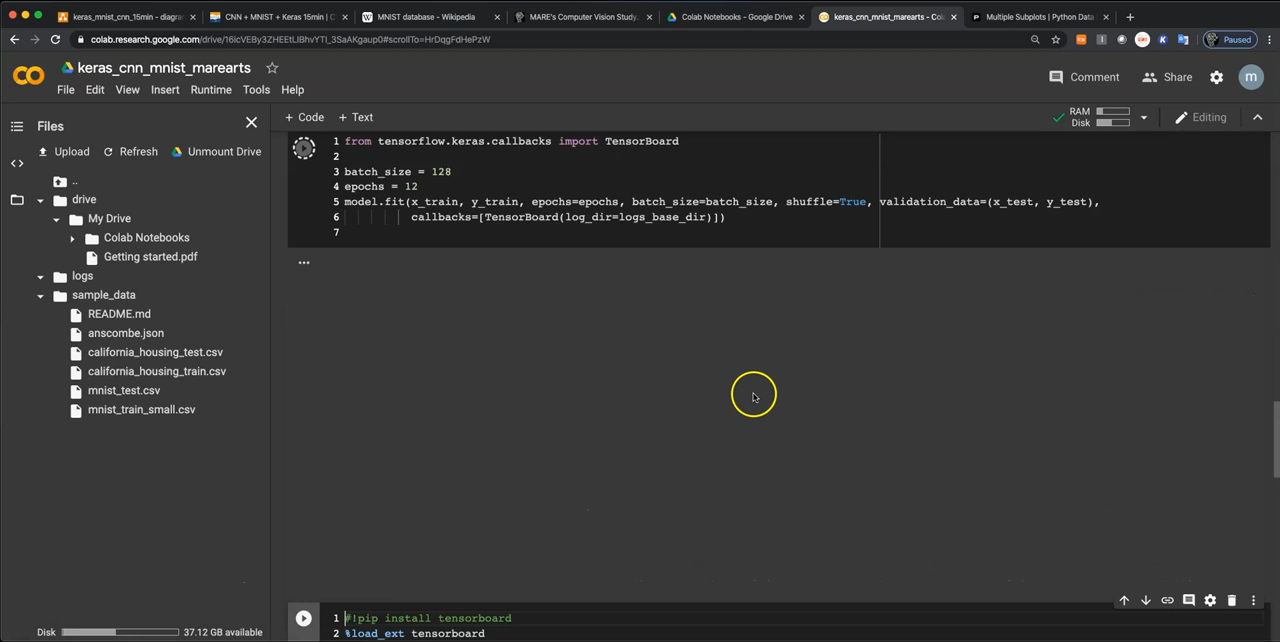 keras_cnn_mnist_15min - diagra
CNN + MNIST + Keras 15min | C
MNIST database - Wikipedia
MARE's Computer Vision Study.
Colab Notebooks - Google Drive
keras_cnn_mnist_marearts - Col
Multiple Subplots | Python Data
colab.research.google.com/drive/16icVEBy3ZHEEtLIBhvYTI_3SaAKgaup0#scrollTo=HrDqgFdHePcW
Paused
keras_cnn_mnist_marearts
Comment
Share
m
File Edit View Insert Runtime Tools Help
Files
+ Code + Text
RAM
Disk
Editing
Upload Refresh Unmount Drive
..
drive
My Drive
Colab Notebooks
Getting started.pdf
logs
sample_data
README.md
anscombe.json
california_housing_test.csv
california_housing_train.csv
mnist_test.csv
mnist_train_small.csv
Disk 37.12 GB available
1 from tensorflow.keras.callbacks import TensorBoard
2
3 batch_size = 128
4 epochs = 12
5 model.fit(x_train, y_train, epochs=epochs, batch_size=batch_size, shuffle=True, validation_data=(x_test, y_test),
6 callbacks=[TensorBoard(log_dir=logs_base_dir)])
7
...
1 #!pip install tensorboard
2 %load_ext tensorboard